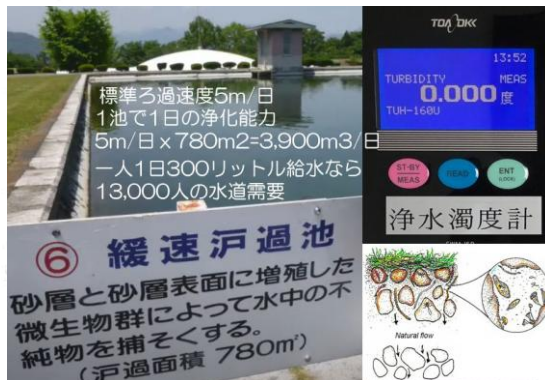 標準ろ過速度5m/日
1池で1日の浄化能力
5m/日x780m2=3,900m3/日
一人1日300リットル給水なら
13,000人の水道需要
⑥ 緩速沪過池
砂層と砂層表面に増殖した
微生物群によって水中の不
純物を捕そくする。
(沪過面積 780㎡)
TOA DKK
13:52
TURBIDITY MEAS
0.000 度
TUH-160U
ST-BY
MEAS
READ
ENT
(LOCK)
浄水濁度計
Natural flow